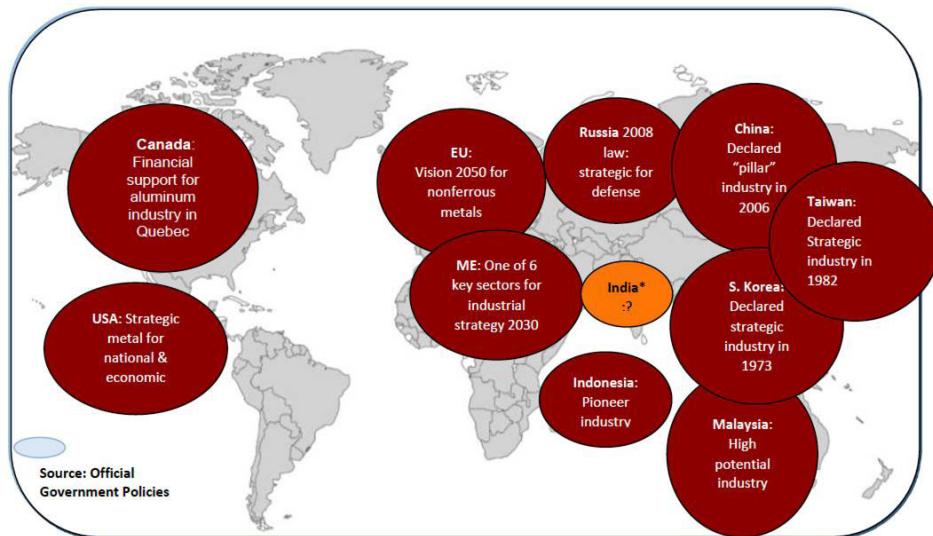 Canada:
Financial
support for
aluminum
industry in
Quebec
EU:
Vision 2050 for
nonferrous
metals
Russia 2008
law:
strategic for
defense
China:
Declared
“pillar”
industry in
2006
Taiwan:
Declared
Strategic
industry in
1982
USA: Strategic
metal for
national &
economic
ME: One of 6
key sectors for
industrial
strategy 2030
India*
:?
S. Korea:
Declared
strategic
industry in
1973
Indonesia:
Pioneer
industry
Malaysia:
High
potential
industry
Source: Official
Government Policies